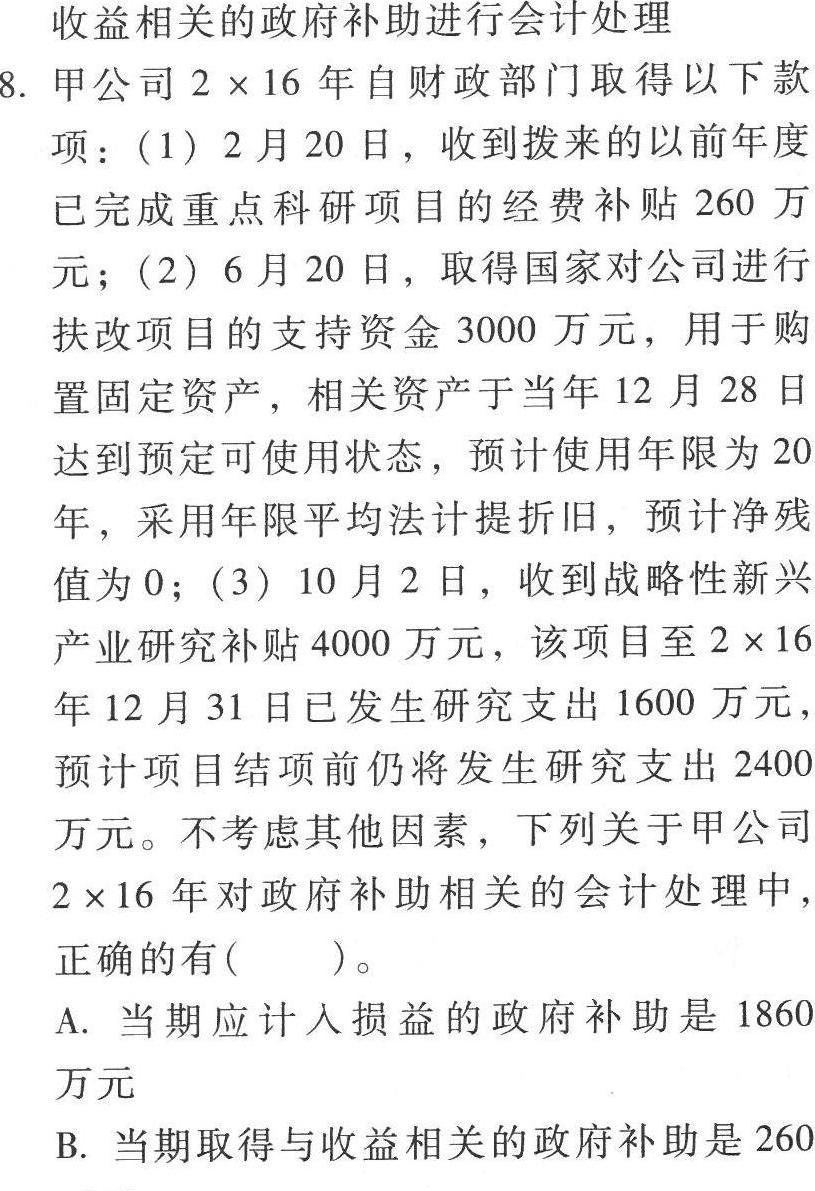 收益相关的政府补助进行会计处理
8. 甲公司 2 × 16 年自财政部门取得以下款
项：(1) 2 月 20 日，收到拨来的以前年度
已完成重点科研项目的经费补贴 260 万
元；(2) 6 月 20 日，取得国家对公司进行
扶改项目的支持资金 3000 万元，用于购
置固定资产，相关资产于当年 12 月 28 日
达到预定可使用状态，预计使用年限为 20
年，采用年限平均法计提折旧，预计净残
值为 0；(3) 10 月 2 日，收到战略性新兴
产业研究补贴 4000 万元，该项目至 2 × 16
年 12 月 31 日已发生研究支出 1600 万元，
预计项目结项前仍将发生研究支出 2400
万元。不考虑其他因素，下列关于甲公司
2 × 16 年对政府补助相关的会计处理中，
正确的有(　　)。
A. 当期应计入损益的政府补助是 1860
万元
B. 当期取得与收益相关的政府补助是 260